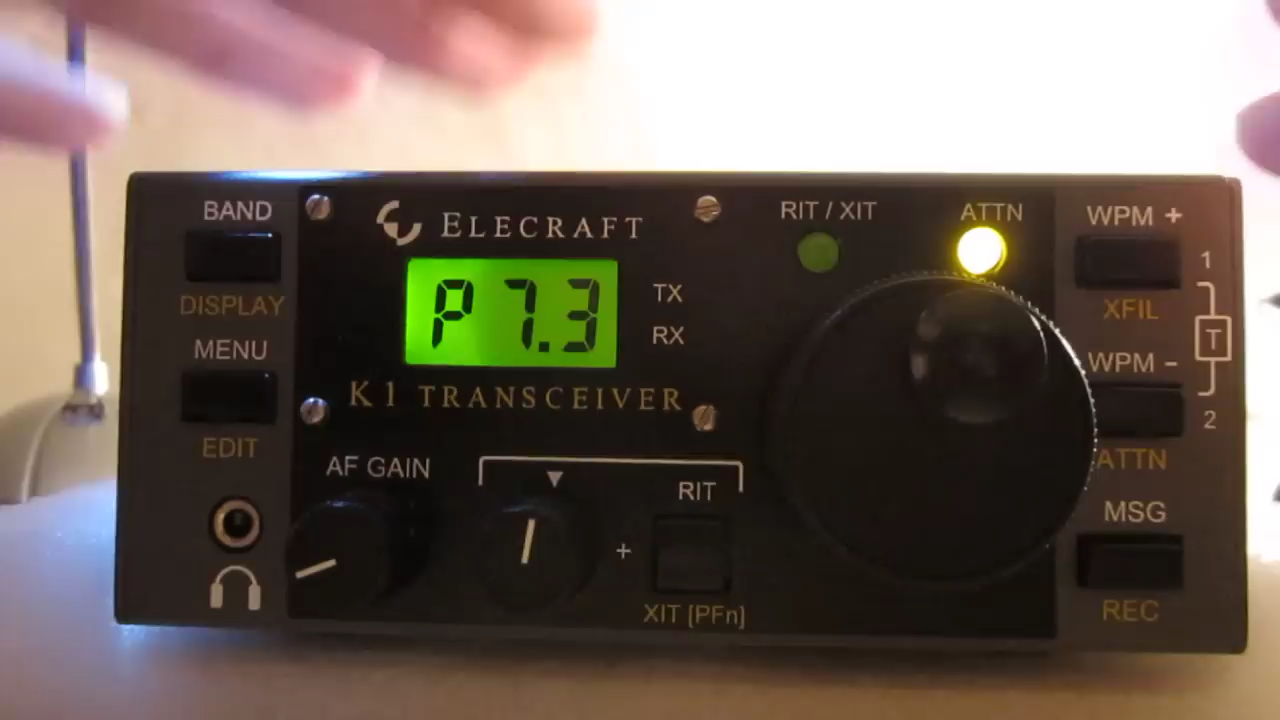 BAND
DISPLAY
MENU
EDIT
ELECRAFT
P7.3
TX
RX
K1 TRANSCEIVER
AF GAIN
RIT
+
XIT [PFn]
RIT / XIT
ATTN
WPM +
XFIL
WPM -
ATTN
MSG
REC
1
T
2